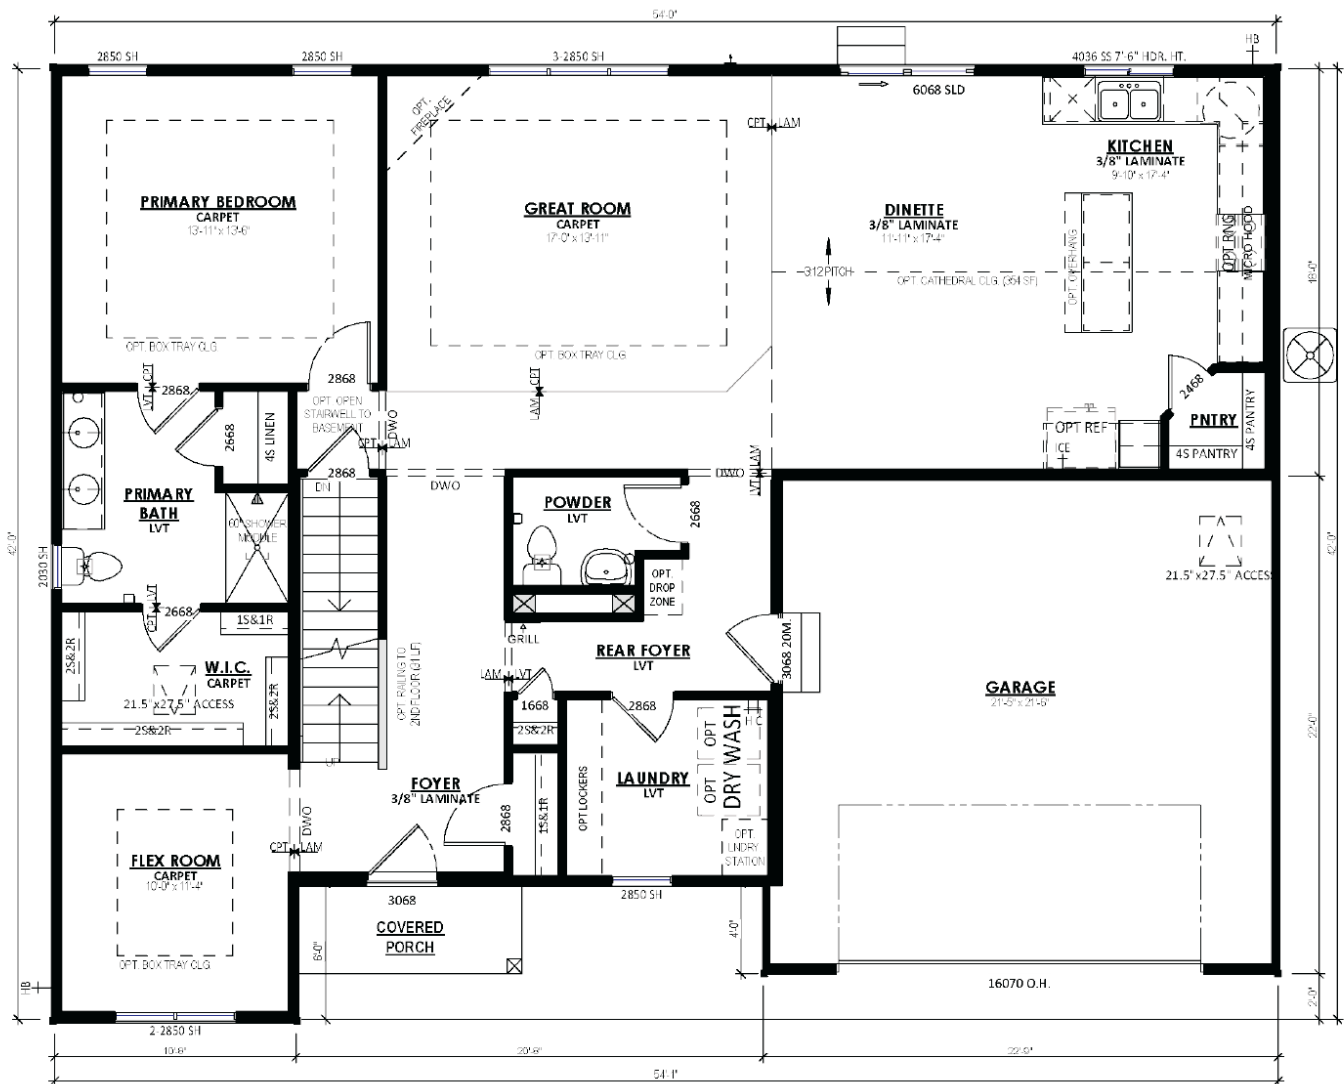 54'-0"
2850 SH
2850 SH
3-2850 SH
HB
4036 SS 7'-6" HDR. HT.
6068 SLD
OPT.
FIREPLACE
CPT
LAM
KITCHEN
3/8" LAMINATE
9'-10" x 17'-4"
PRIMARY BEDROOM
CARPET
13'-11" x 13'-6"
GREAT ROOM
CARPET
17'-0" x 13'-11"
DINETTE
3/8" LAMINATE
11'-11" x 17'-4"
OPT. OVERHANG
OPT RNG
MICRO HOOD
3:12 PITCH
OPT. CATHEDRAL CLG. (354 SF)
18'-0"
OPT. BOX TRAY CLG
OPT. BOX TRAY CLG
LVT
CPT
2868
2868
OPT. OPEN
STAIRWELL TO
BASEMENT
DWO
CPT
LAM
LAM
CPT
2468
PNTRY
4S PANTRY
4S PANTRY
OPT REF
ICE
2668
4S LINEN
2868
DN
DWO
DWO
LVT
LAM
PRIMARY
BATH
LVT
60" SHOWER
MODULE
POWDER
LVT
2668
OPT.
DROP
ZONE
42'-0"
42'-0"
2030 SH
21.5"x27.5" ACCESS
CPT
LVT
2668
1S&1R
2S&2R
W.I.C.
CARPET
21.5"x27.5" ACCESS
2S&2R
2S&2R
OPT. RAILING TO
2ND FLOOR (31 LF)
GRILL
REAR FOYER
LVT
3068 20M.
LAM
LVT
1668
2S&2R
2868
GARAGE
21'-5" x 21'-6"
22'-0"
UP
FOYER
3/8" LAMINATE
2868
1S&1R
OPT LOCKERS
LAUNDRY
LVT
OPT
WASH
OPT
DRY
H C
OPT.
LNDRY
STATION
DWO
CPT
LAM
FLEX ROOM
CARPET
10'-0" x 11'-4"
OPT. BOX TRAY CLG
3068
2850 SH
COVERED
PORCH
6'-0"
4'-0"
16070 O.H.
HB
2'-0"
2-2850 SH
10'-8"
20'-8"
22'-0"
54'-1"